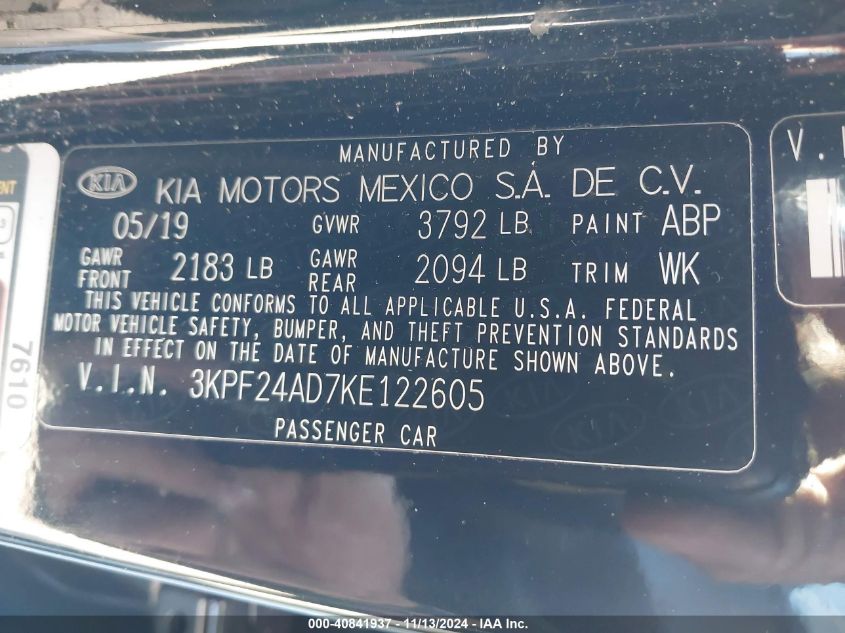 MANUFACTURED BY
KIA KIA MOTORS MEXICO S.A. DE C.V.
05/19 GVWR 3792 LB PAINT ABP
GAWR FRONT 2183 LB GAWR REAR 2094 LB TRIM WK
THIS VEHICLE CONFORMS TO ALL APPLICABLE U.S.A. FEDERAL
MOTOR VEHICLE SAFETY, BUMPER, AND THEFT PREVENTION STANDARDS
IN EFFECT ON THE DATE OF MANUFACTURE SHOWN ABOVE.
V.I.N. 3KPF24AD7KE122605
PASSENGER CAR
7610
000-40841937 - 11/13/2024 - IAA Inc.